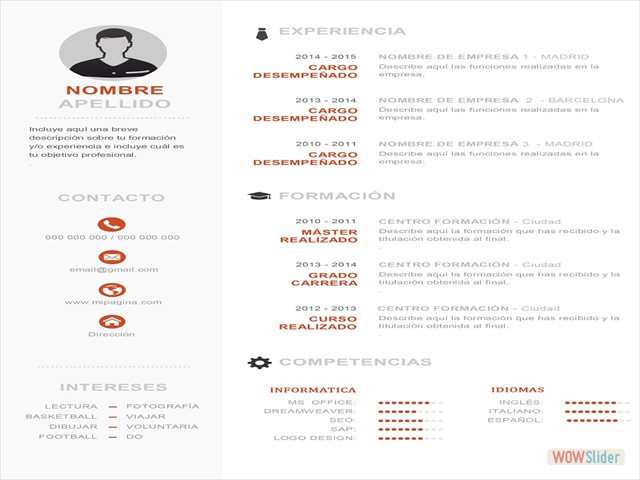 NOMBRE
APELLIDO
Incluye aquí una breve
descripción sobre tu formación
y/o experiencia e incluye cuál es
tu objetivo profesional.
CONTACTO
000 000 000 / 000 000 000
email@gmail.com
www.mipagina.com
Dirección
INTERESES
LECTURA — FOTOGRAFÍA
BASKETBALL — VIAJAR
DIBUJAR — VOLUNTARIA
FOOTBALL — DO
EXPERIENCIA
2014 - 2015 NOMBRE DE EMPRESA 1 - MADRID
CARGO Describe aquí las funciones realizadas en la
DESEMPEÑADO empresa.
2013 - 2014 NOMBRE DE EMPRESA 2 - BARCELONA
CARGO Describe aquí las funciones realizadas en la
DESEMPEÑADO empresa.
2010 - 2011 NOMBRE DE EMPRESA 3 - MADRID
CARGO Describe aquí las funciones realizadas en la
DESEMPEÑADO empresa.
FORMACIÓN
2010 - 2011 CENTRO FORMACIÓN - Ciudad
MÁSTER Describe aquí la formación que has recibido y la
REALIZADO titulación obtenida al final.
2013 - 2014 CENTRO FORMACIÓN - Ciudad
GRADO Describe aquí la formación que has recibido y la
CARRERA titulación obtenida al final.
2012 - 2013 CENTRO FORMACIÓN - Ciudad
CURSO Describe aquí la formación que has recibido y la
REALIZADO titulación obtenida al final.
COMPETENCIAS
INFORMATICA
MS OFFICE:
DREAMWEAVER:
SEO:
SAP:
LOGO DESIGN:
IDIOMAS
INGLÉS:
ITALIANO:
ESPAÑOL:
WOWSlider